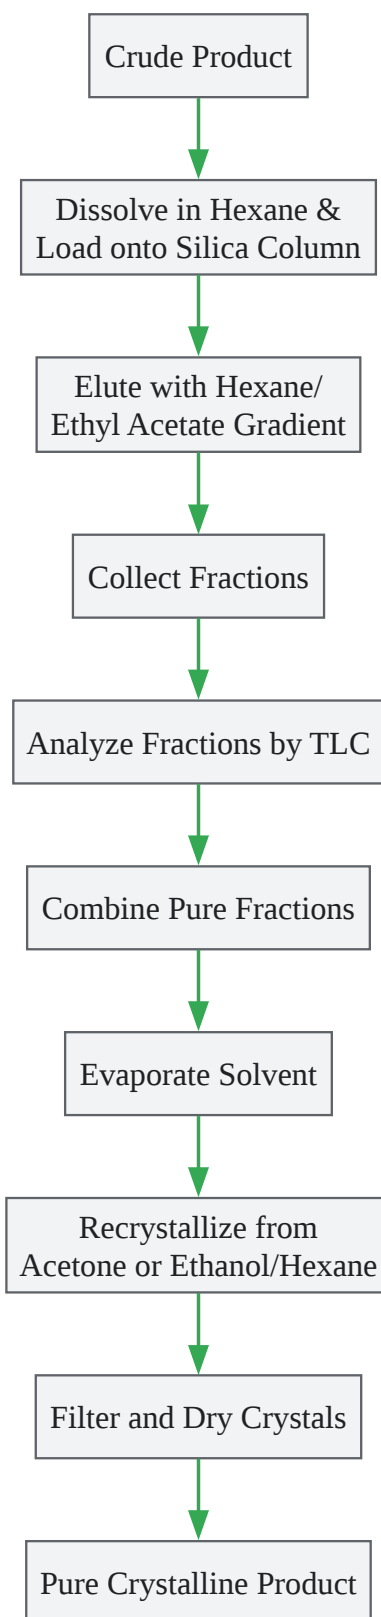 Crude Product
Dissolve in Hexane &
Load onto Silica Column
Elute with Hexane/
Ethyl Acetate Gradient
Collect Fractions
Analyze Fractions by TLC
Combine Pure Fractions
Evaporate Solvent
Recrystallize from
Acetone or Ethanol/Hexane
Filter and Dry Crystals
Pure Crystalline Product